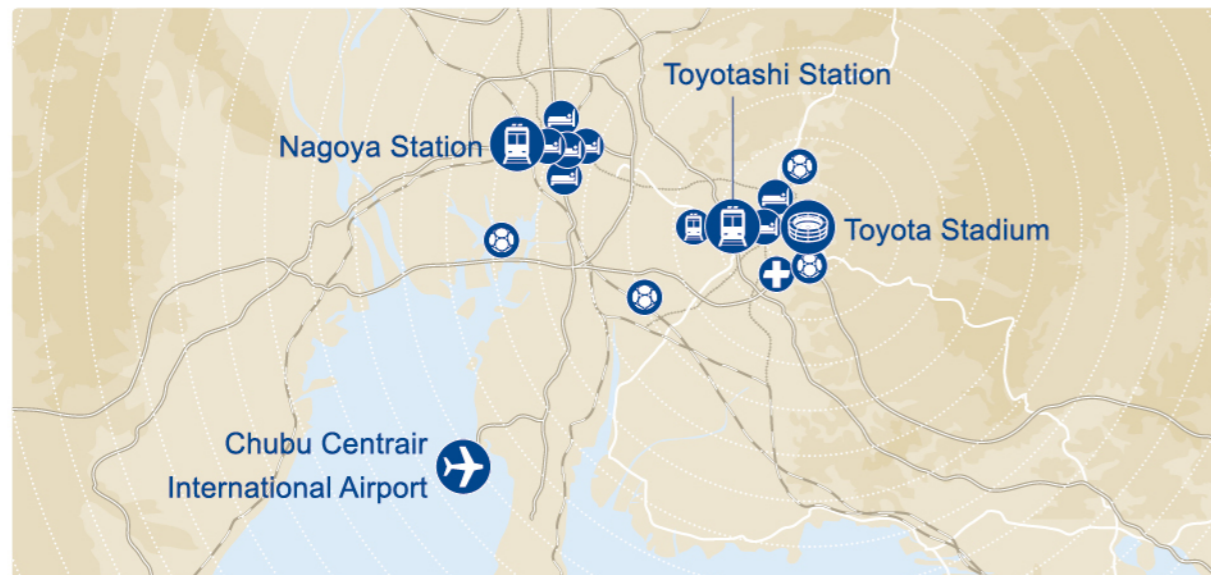 Toyotashi Station
Nagoya Station
Toyota Stadium
Chubu Centrair
International Airport